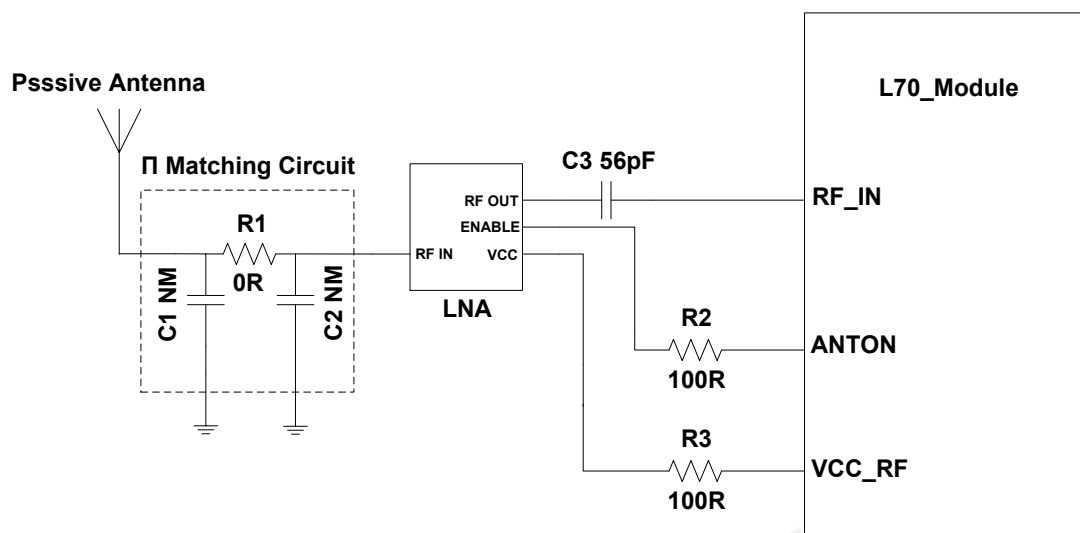 Psssive Antenna
Π Matching Circuit
R1
0R
C1 NM
C2 NM
RF IN
RF OUT
ENABLE
VCC
LNA
C3 56pF
L70_Module
RF_IN
R2
100R
ANTON
R3
100R
VCC_RF